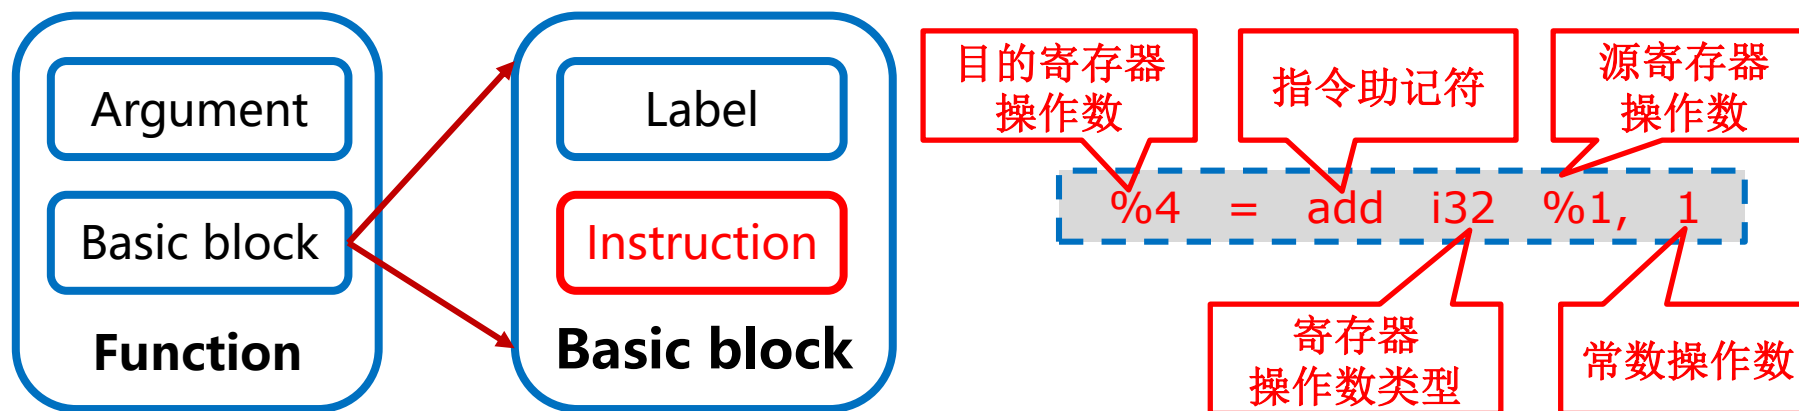 Argument
Basic block
Function
Label
Instruction
Basic block
目的寄存器
操作数
指令助记符
源寄存器
操作数
%4 = add i32 %1, 1
寄存器
操作数类型
常数操作数